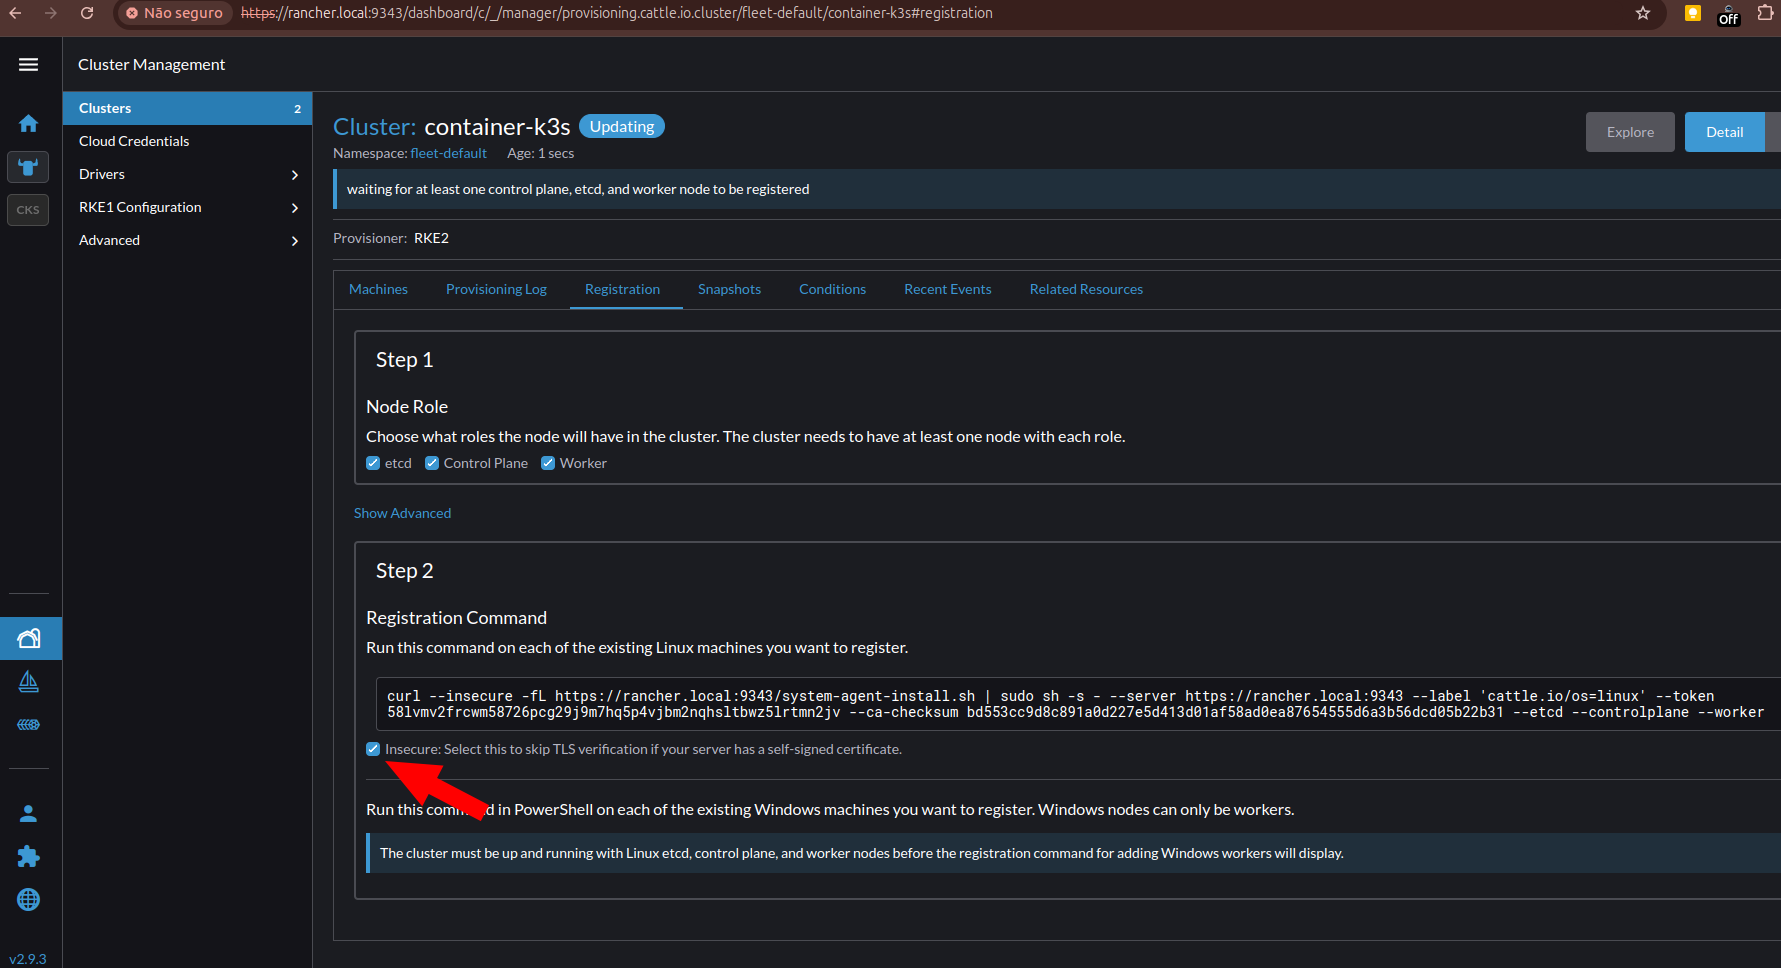 Não seguro
https://rancher.local:9343/dashboard/c/_/manager/provisioning.cattle.io.cluster/fleet-default/container-k3s#registration
Off
Cluster Management
Clusters 2
Cloud Credentials
Drivers
RKE1 Configuration
Advanced
CKS
v2.9.3
Cluster: container-k3s Updating
Namespace: fleet-default Age: 1 secs
Explore Detail
waiting for at least one control plane, etcd, and worker node to be registered
Provisioner: RKE2
Machines Provisioning Log Registration Snapshots Conditions Recent Events Related Resources
Step 1
Node Role
Choose what roles the node will have in the cluster. The cluster needs to have at least one node with each role.
etcd Control Plane Worker
Show Advanced
Step 2
Registration Command
Run this command on each of the existing Linux machines you want to register.
curl --insecure -fL https://rancher.local:9343/system-agent-install.sh | sudo sh -s - --server https://rancher.local:9343 --label 'cattle.io/os=linux' --token
58lvmv2frcwm58726pcg29j9m7hq5p4vjbm2nqhsltbwz5lrtmn2jv --ca-checksum bd553cc9d8c891a0d227e5d413d01af58ad0ea87654555d6a3b56dcd05b22b31 --etcd --controlplane --worker
Insecure: Select this to skip TLS verification if your server has a self-signed certificate.
Run this command in PowerShell on each of the existing Windows machines you want to register. Windows nodes can only be workers.
The cluster must be up and running with Linux etcd, control plane, and worker nodes before the registration command for adding Windows workers will display.